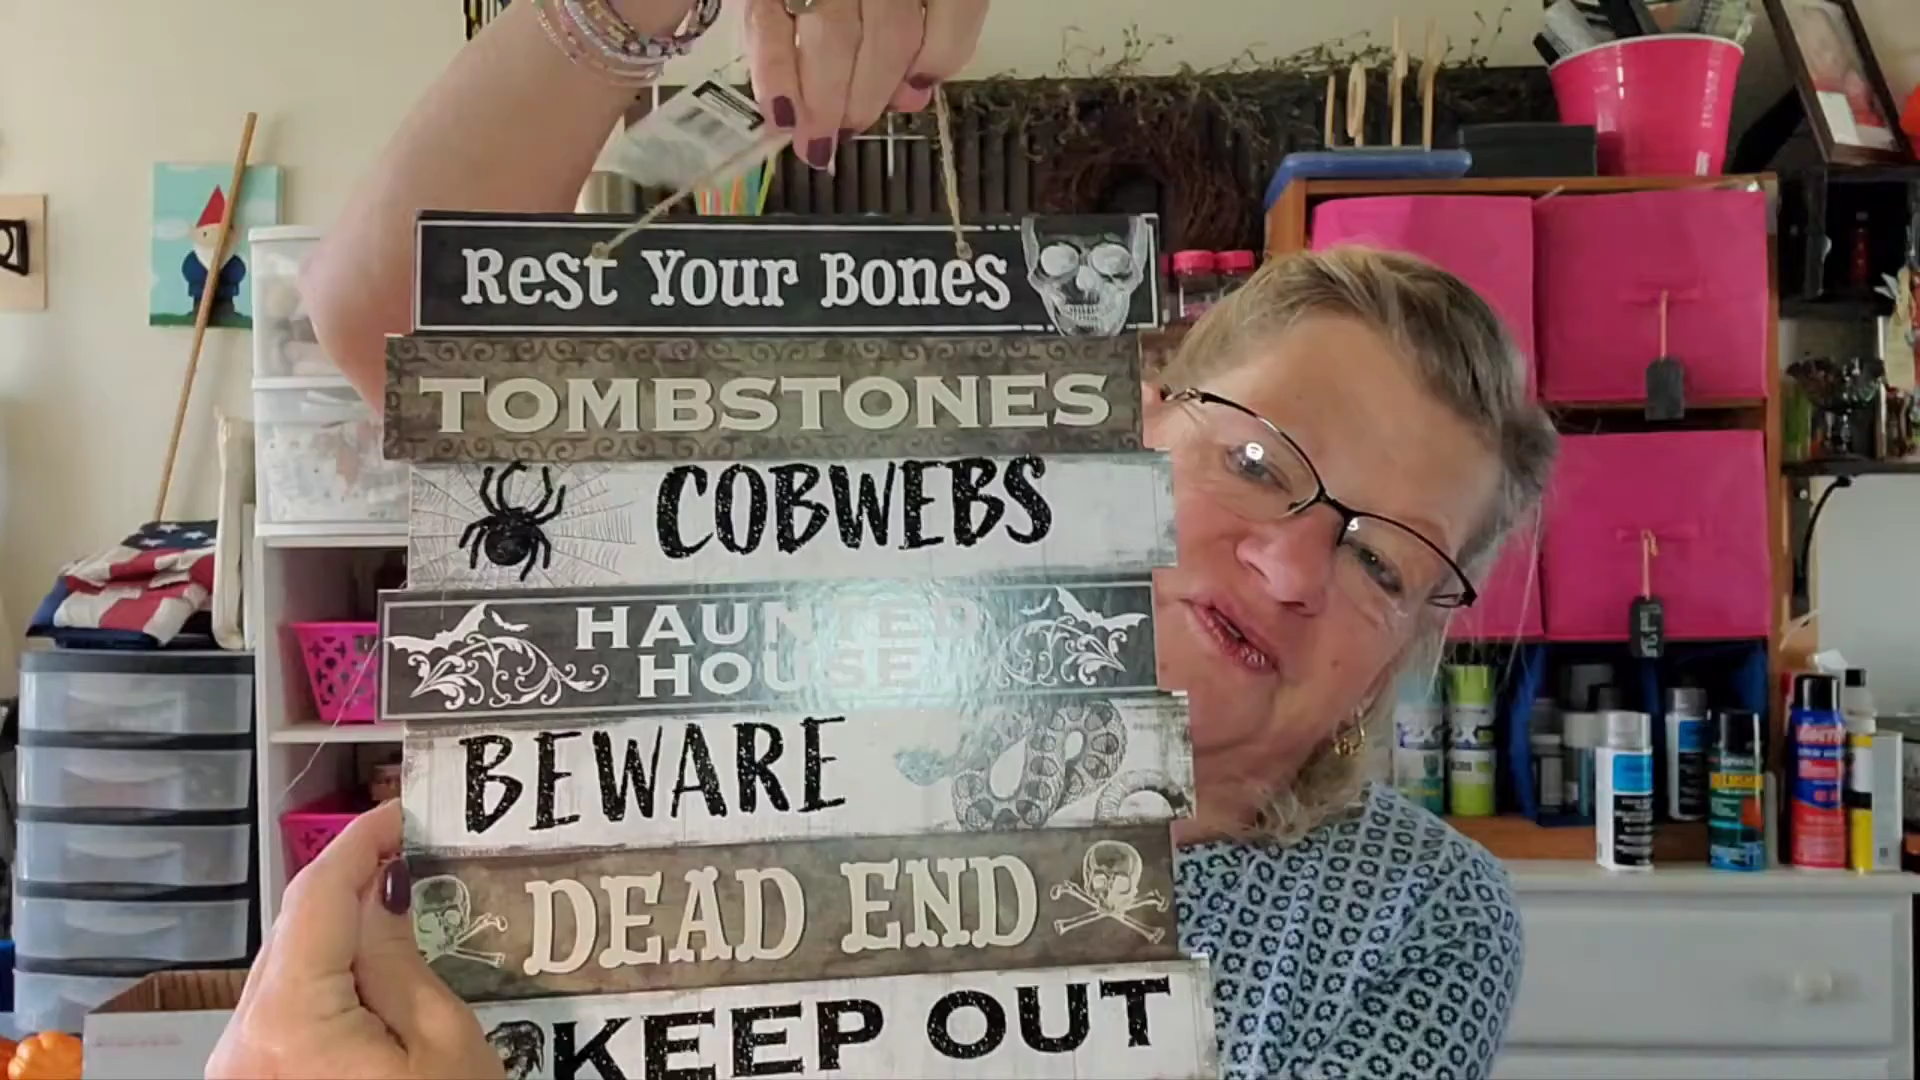 Rest Your Bones
TOMBSTONES
COBWEBS
HAUNTED
HOUSE
BEWARE
DEAD END
KEEP OUT